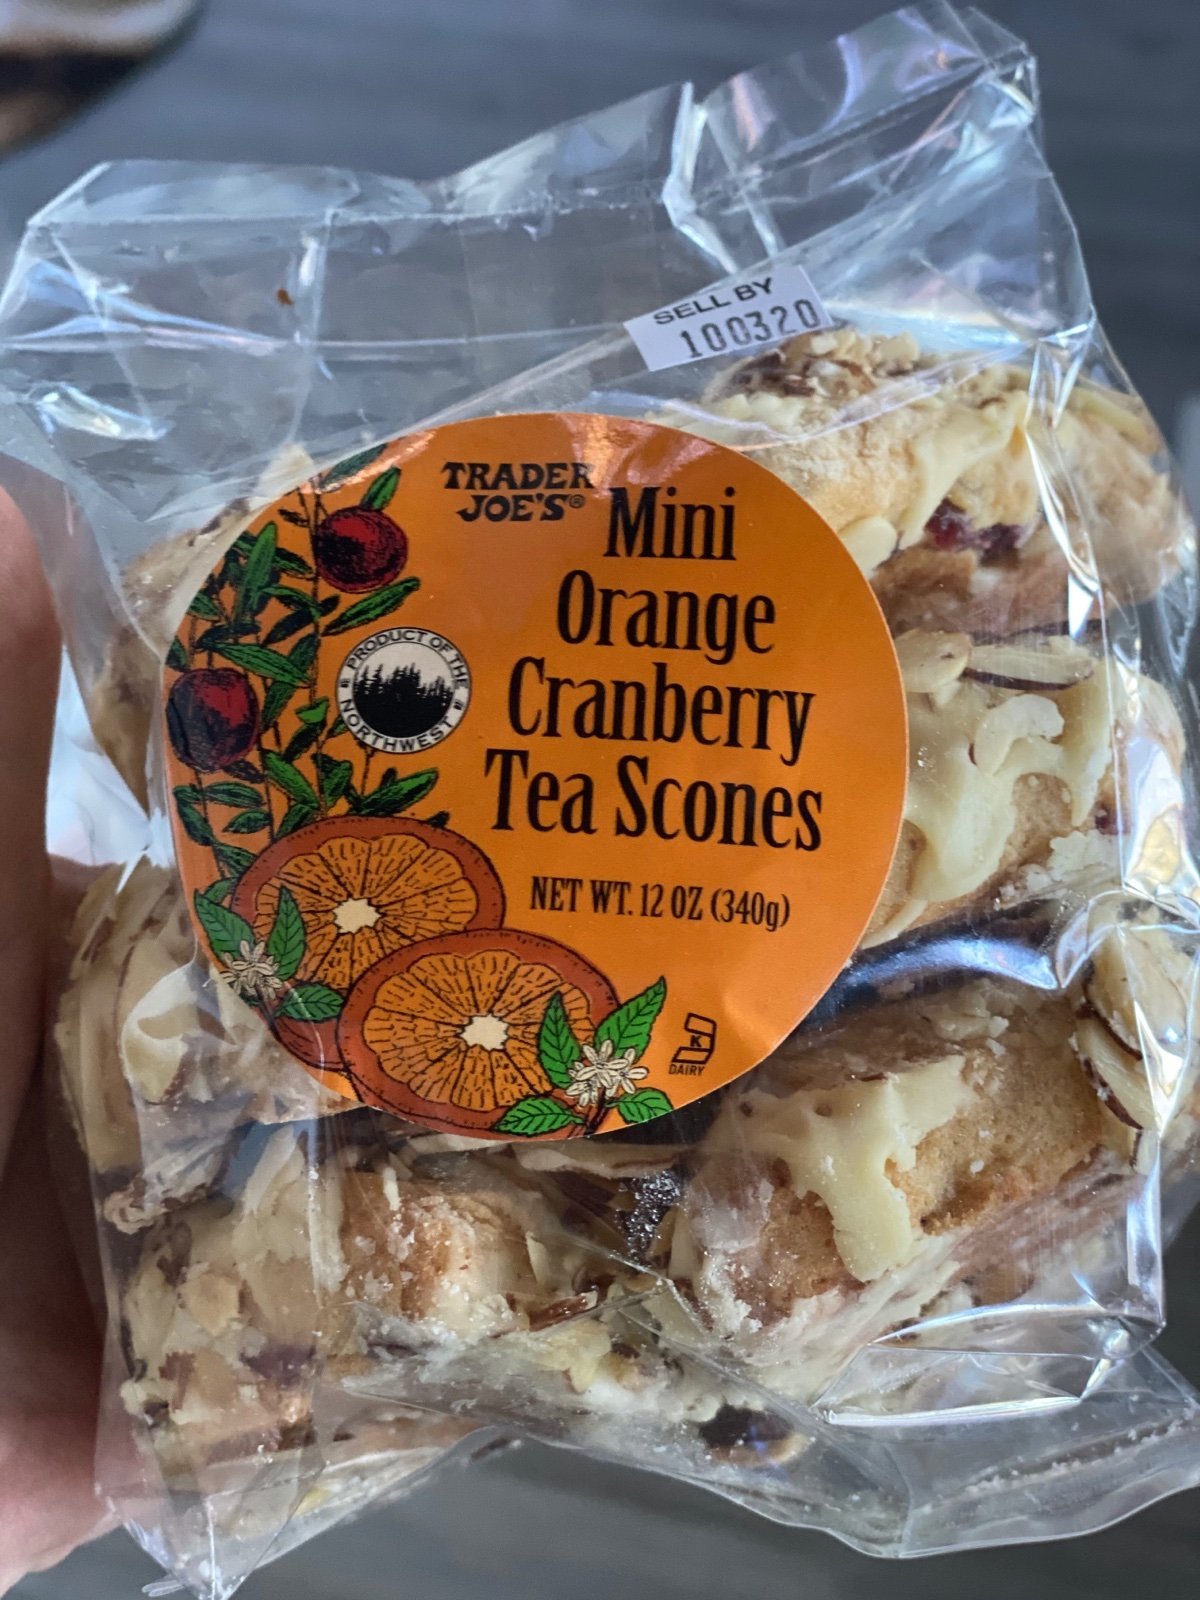 SELL BY
100320
TRADER
JOE'S®
Mini
Orange
Cranberry
Tea Scones
PRODUCT OF THE
NORTHWEST
NET WT. 12 OZ (340g)
K
DAIRY